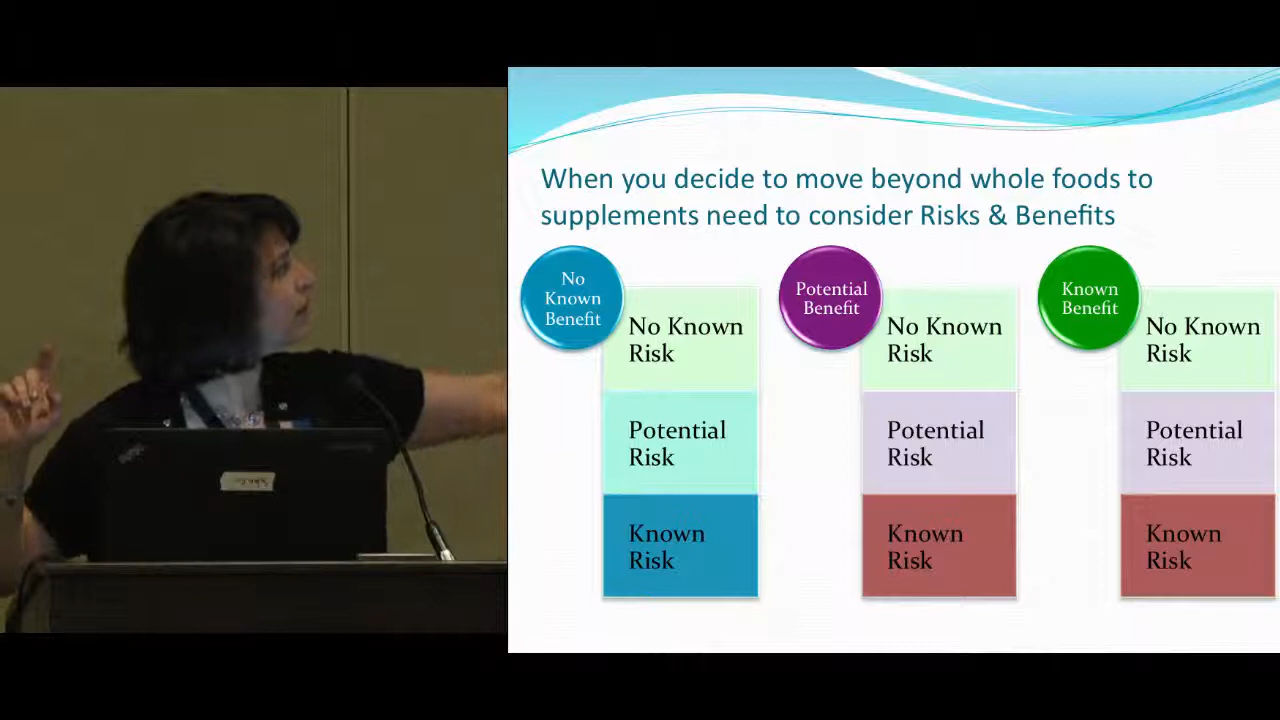 When you decide to move beyond whole foods to
supplements need to consider Risks & Benefits
No
Known
Benefit
No Known
Risk
Potential
Risk
Known
Risk
Potential
Benefit
No Known
Risk
Potential
Risk
Known
Risk
Known
Benefit
No Known
Risk
Potential
Risk
Known
Risk